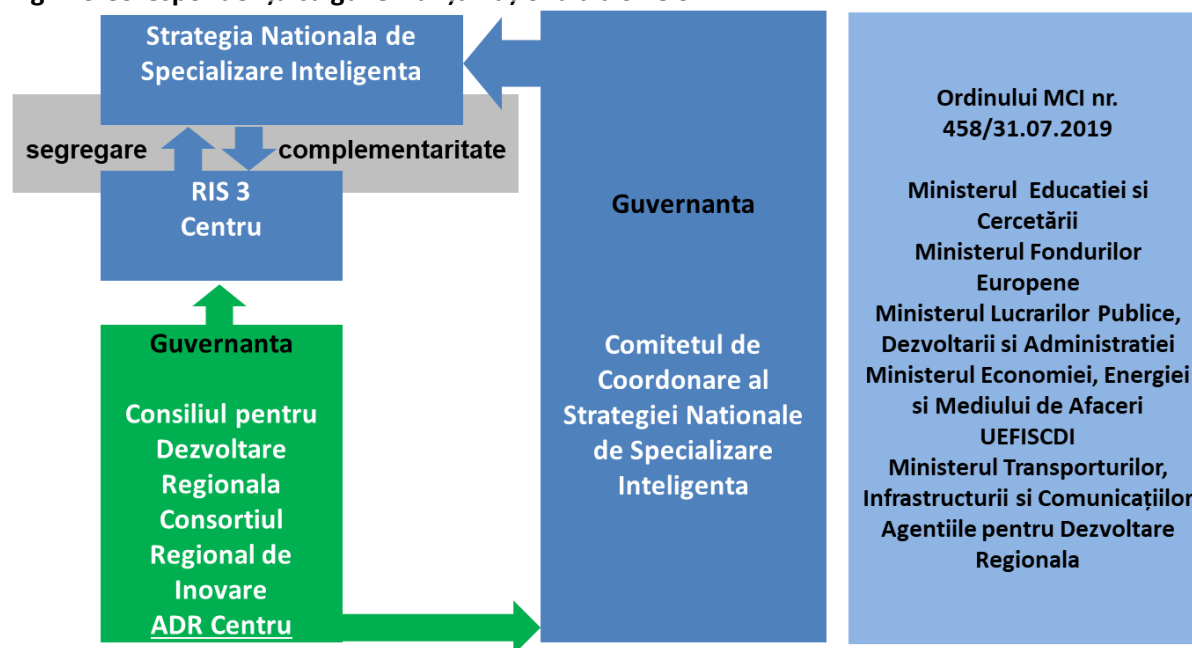 Strategia Nationala de
Specializare Inteligenta
segregare
complementaritate
RIS 3
Centru
Guvernanta
Consiliul pentru
Dezvoltare
Regionala
Consortiul
Regional de
Inovare
ADR Centru
Guvernanta
Comitetul de
Coordonare al
Strategiei Nationale
de Specializare
Inteligenta
Ordinului MCI nr.
458/31.07.2019
Ministerul Educatiei si
Cercetării
Ministerul Fondurilor
Europene
Ministerul Lucrarilor Publice,
Dezvoltarii si Administratiei
Ministerul Economiei, Energiei
si Mediului de Afaceri
UEFISCDI
Ministerul Transporturilor,
Infrastructurii si Comunicațiilor
Agentiile pentru Dezvoltare
Regionala